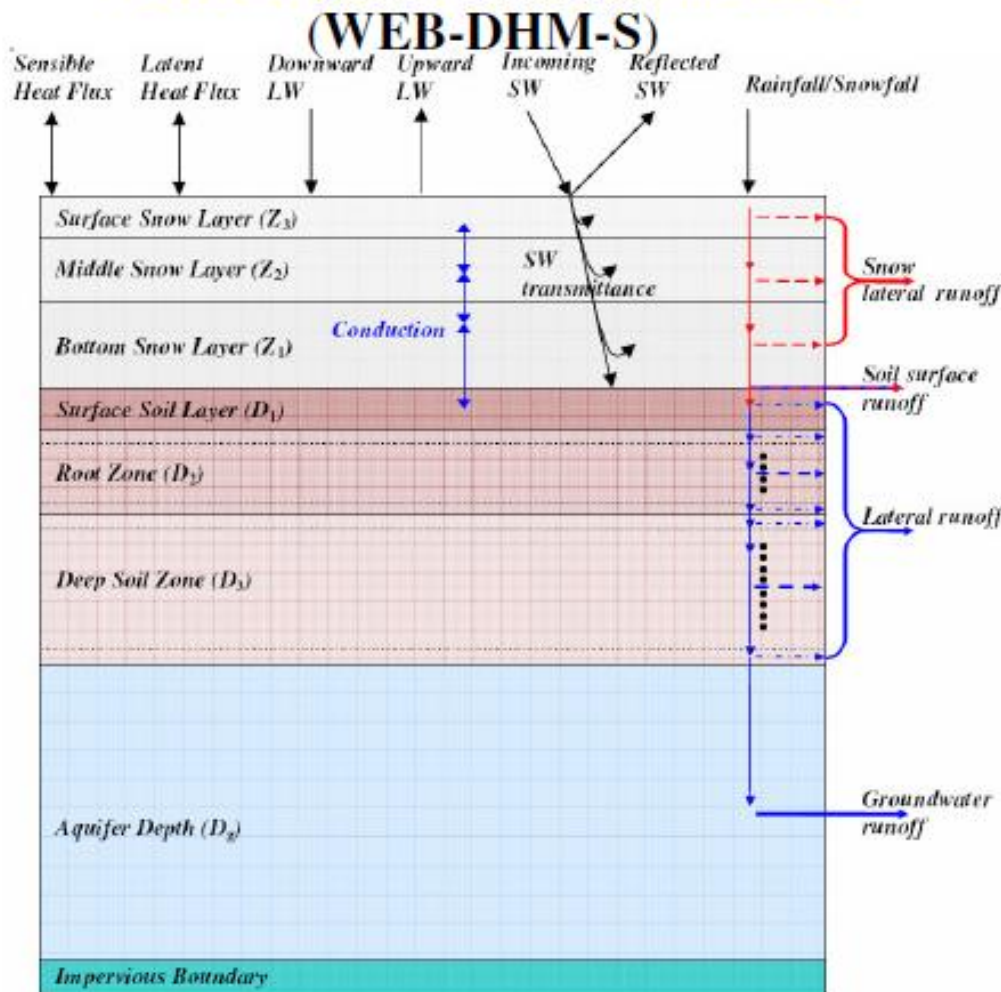 (WEB-DHM-S)
Sensible
Heat Flux
Latent
Heat Flux
Downward
LW
Upward
LW
Incoming
SW
Reflected
SW
Rainfall/Snowfall
Surface Snow Layer (Z₃)
Middle Snow Layer (Z₂)
SW
transmittance
Snow
lateral runoff
Conduction
Bottom Snow Layer (Z₁)
Soil surface
runoff
Surface Soil Layer (D₁)
Root Zone (D₂)
Lateral runoff
Deep Soil Zone (D₃)
Groundwater
runoff
Aquifer Depth (Dg)
Impervious Boundary